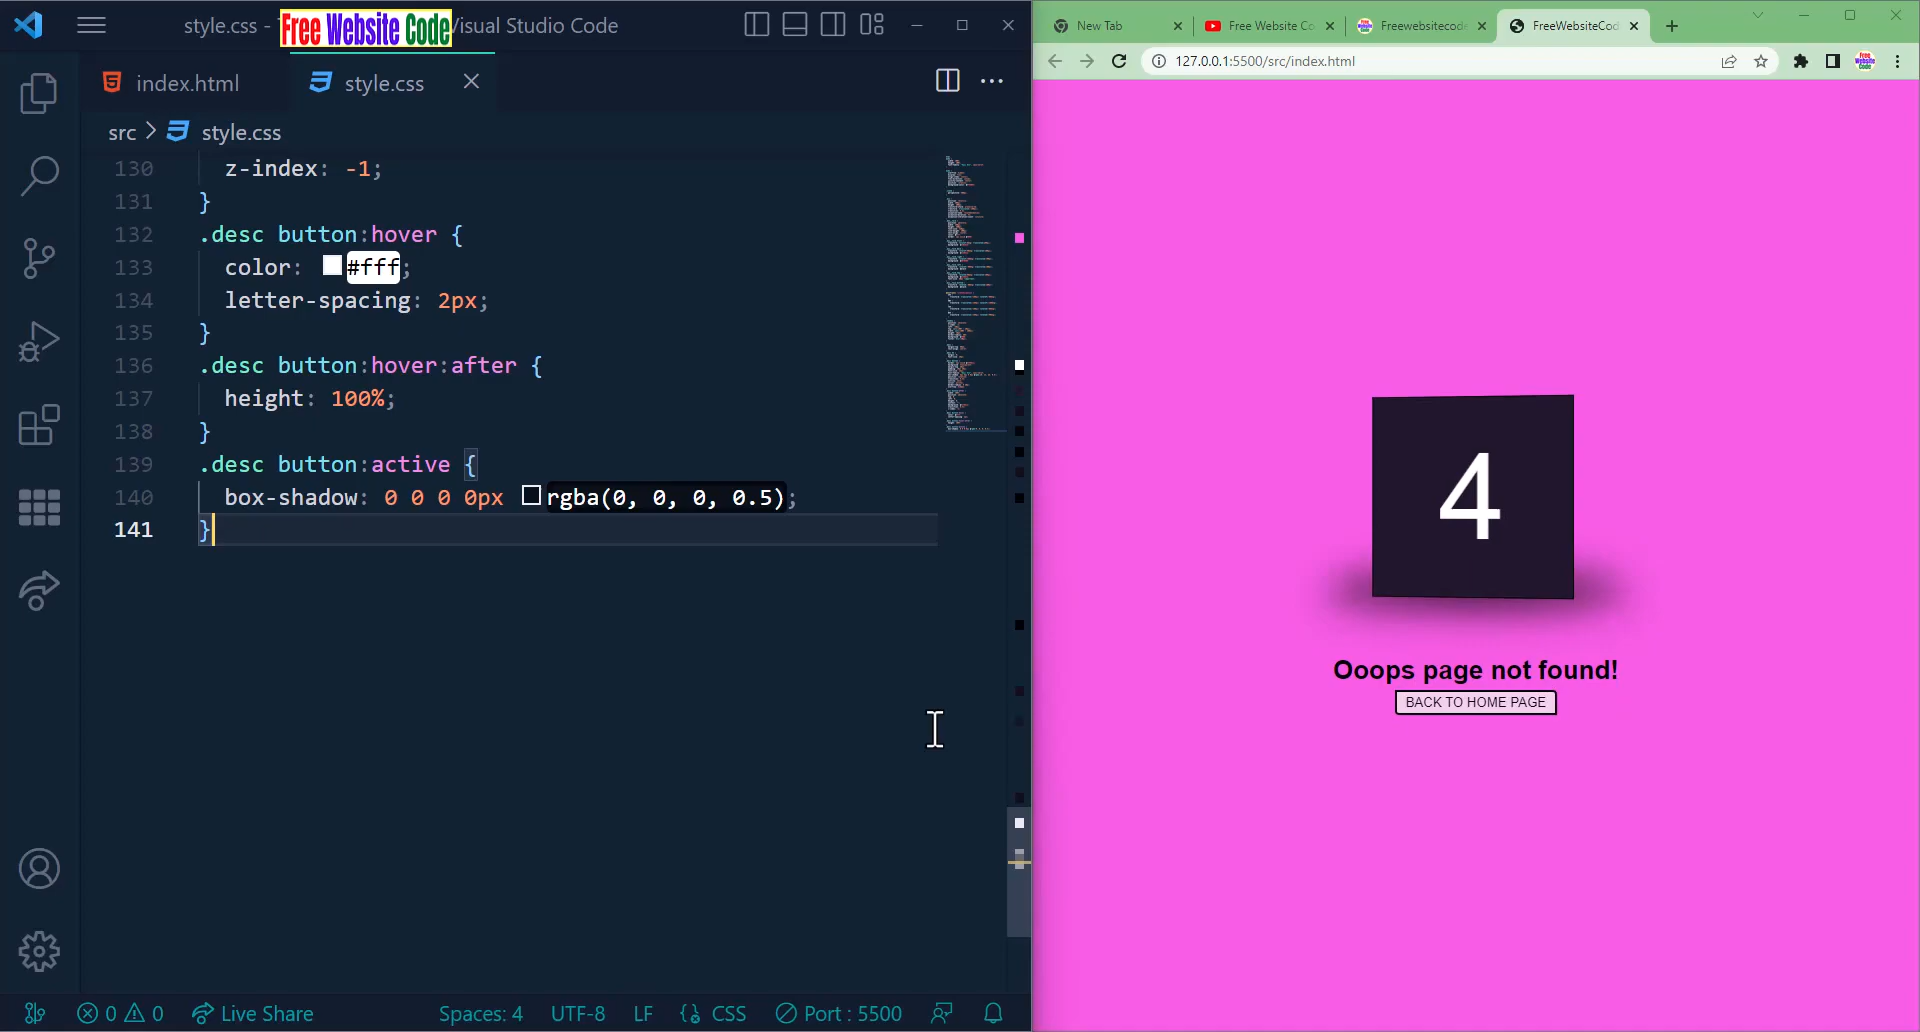 style.css - Free Website Code Visual Studio Code
index.html
style.css
src > style.css
130 z-index: -1;
131 }
132 .desc button:hover {
133 color: #fff;
134 letter-spacing: 2px;
135 }
136 .desc button:hover:after {
137 height: 100%;
138 }
139 .desc button:active {
140 box-shadow: 0 0 0 0px rgba(0, 0, 0, 0.5);
141 }
0 0 Live Share Spaces: 4 UTF-8 LF {} CSS Port : 5500
New Tab
Free Website Co
Freewebsitecode
FreeWebsiteCod
127.0.0.1:5500/src/index.html
4
Ooops page not found!
BACK TO HOME PAGE